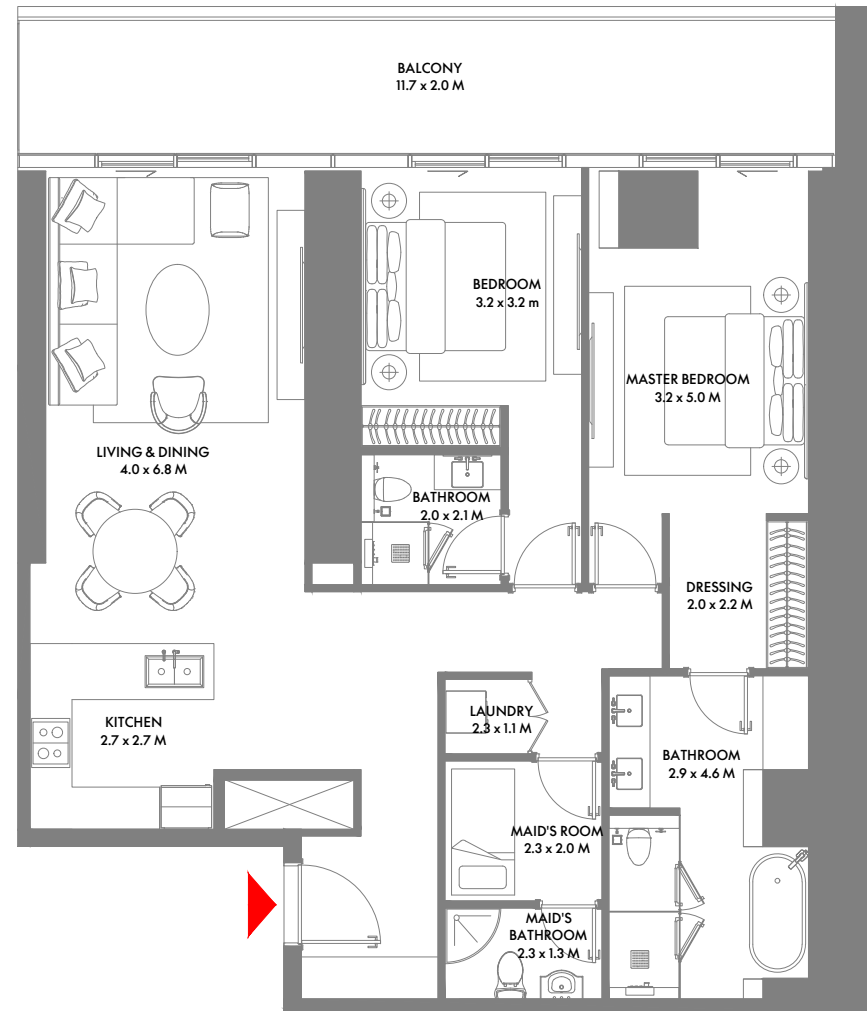 BALCONY
11.7 x 2.0 M
BEDROOM
3.2 x 3.2 m
MASTER BEDROOM
3.2 x 5.0 M
LIVING & DINING
4.0 x 6.8 M
BATHROOM
2.0 x 2.1 M
DRESSING
2.0 x 2.2 M
KITCHEN
2.7 x 2.7 M
LAUNDRY
2.3 x 1.1 M
BATHROOM
2.9 x 4.6 M
MAID'S ROOM
2.3 x 2.0 M
MAID'S
BATHROOM
2.3 x 1.3 M